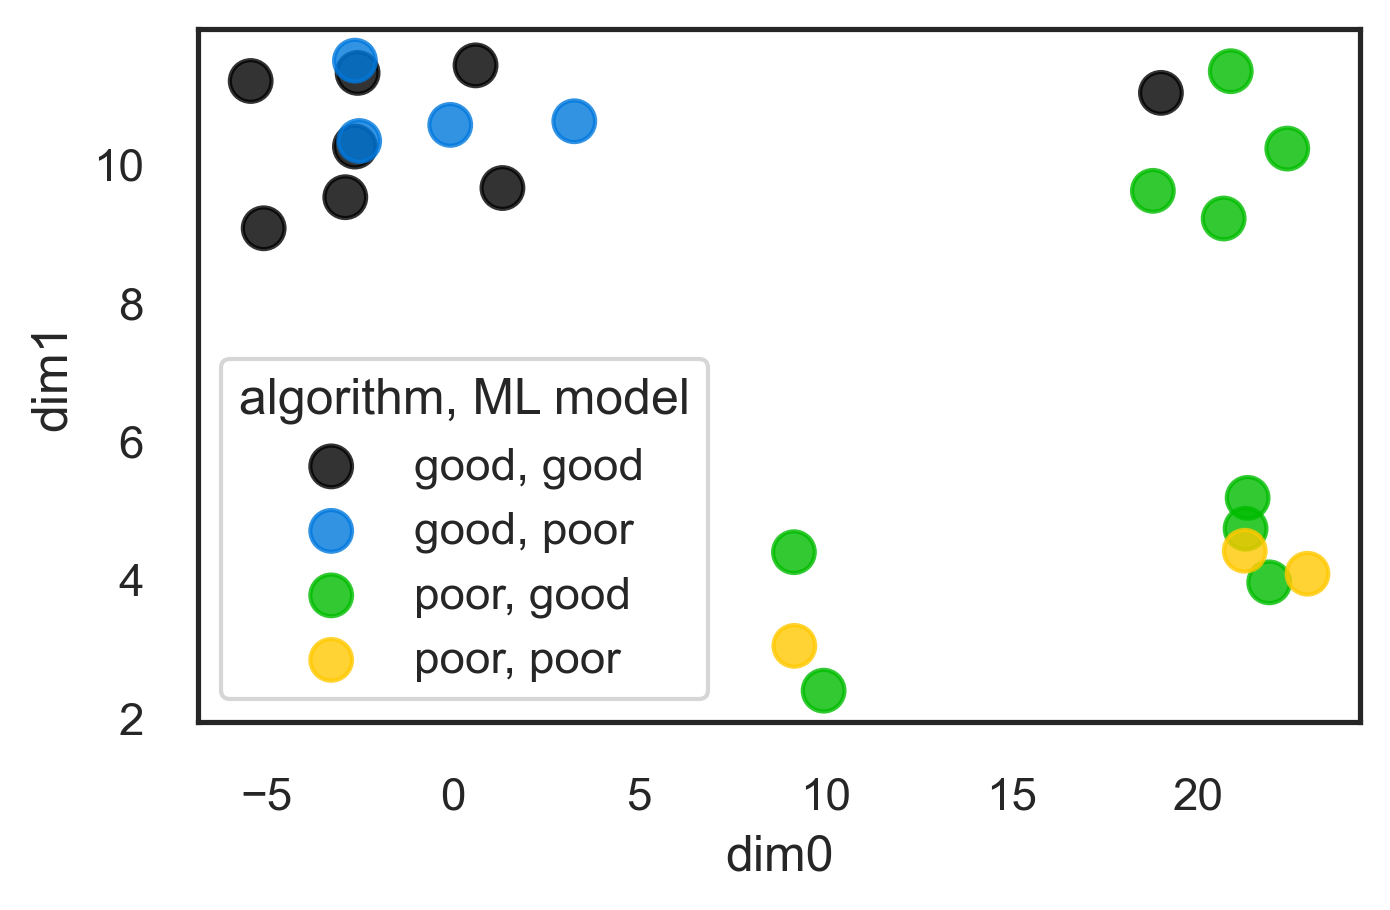 10
8
6
4
2
dim1
algorithm, ML model
good, good
good, poor
poor, good
poor, poor
−5 0 5 10 15 20
dim0